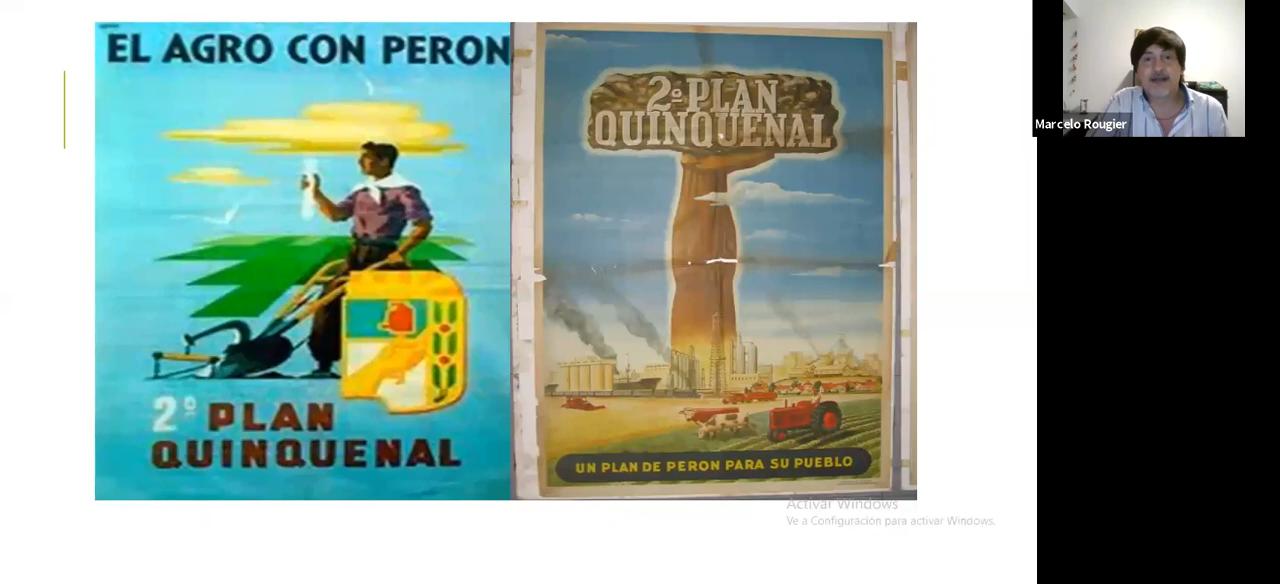 EL AGRO CON PERON
2º PLAN
QUINQUENAL
2º PLAN
QUINQUENAL
UN PLAN DE PERON PARA SU PUEBLO
Marcelo Rougier
Activar Windows
Ve a Configuración para activar Windows.